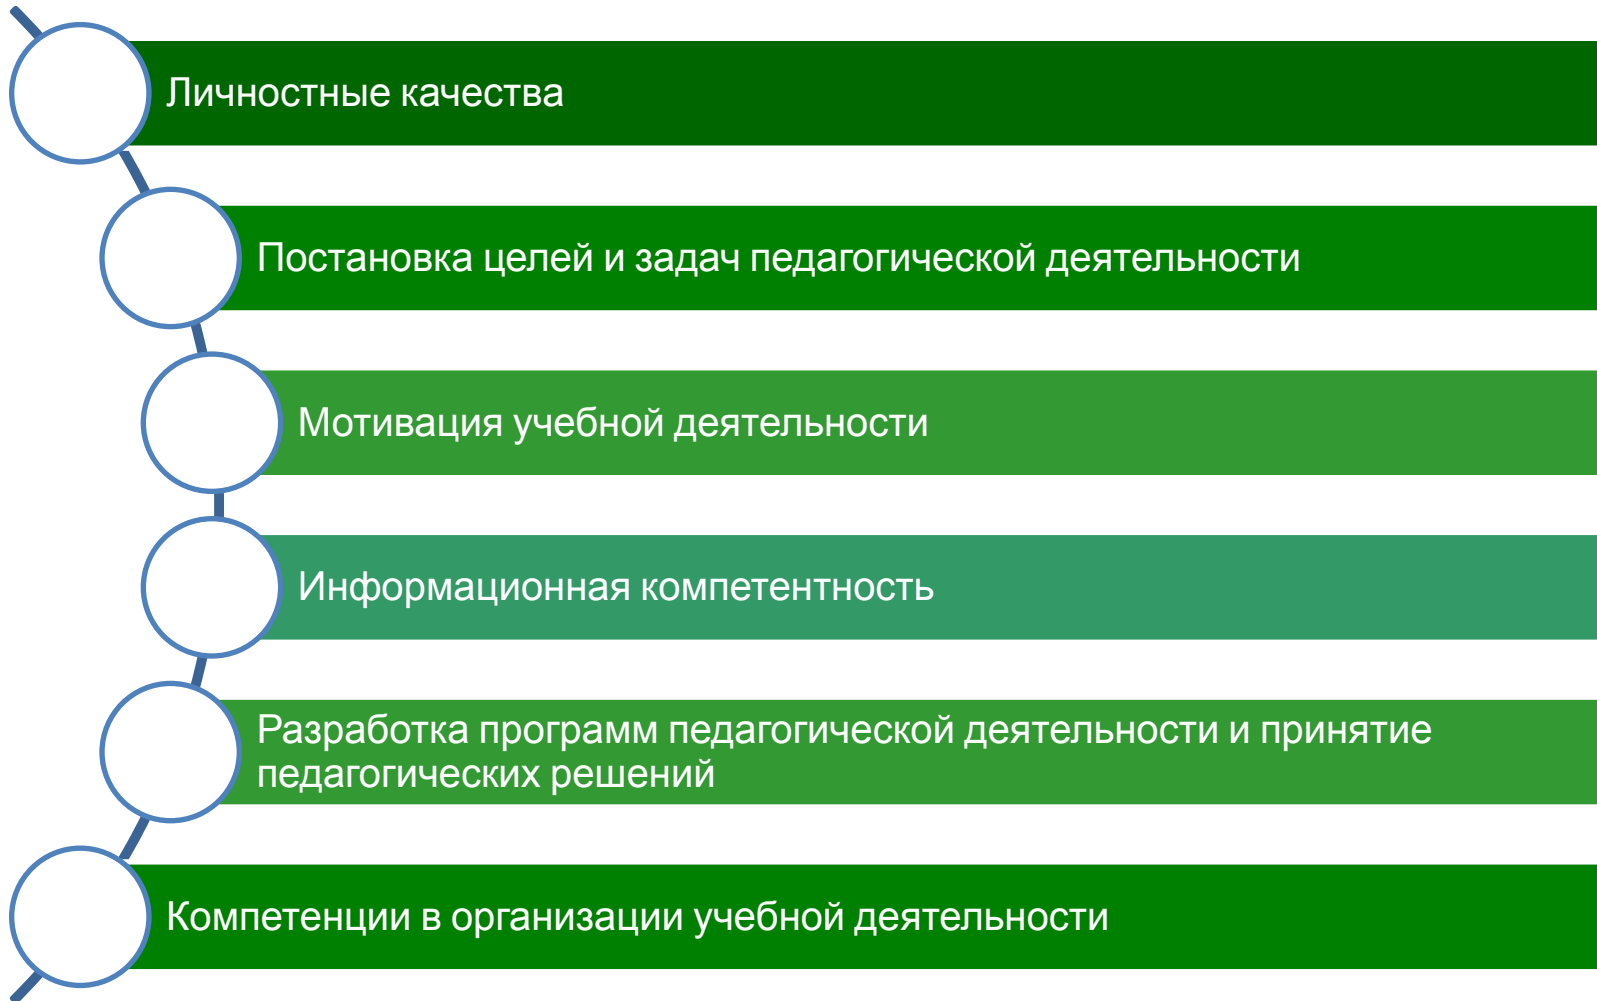 Личностные качества
Постановка целей и задач педагогической деятельности
Мотивация учебной деятельности
Информационная компетентность
Разработка программ педагогической деятельности и принятие
педагогических решений
Компетенции в организации учебной деятельности